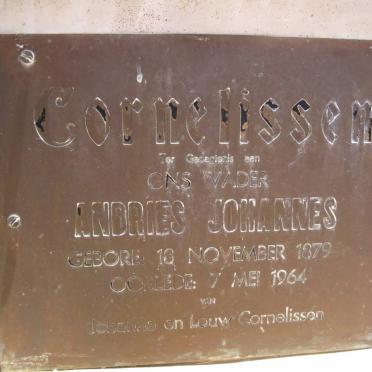 Cornelissen
Ter Gedagtenis aan
ONS VADER
ANDRIES JOHANNES
GEBORE: 18 NOVEMBER 1879
OORLEDE: 7 MEI 1964
van
Johanna en Louw Cornelissen